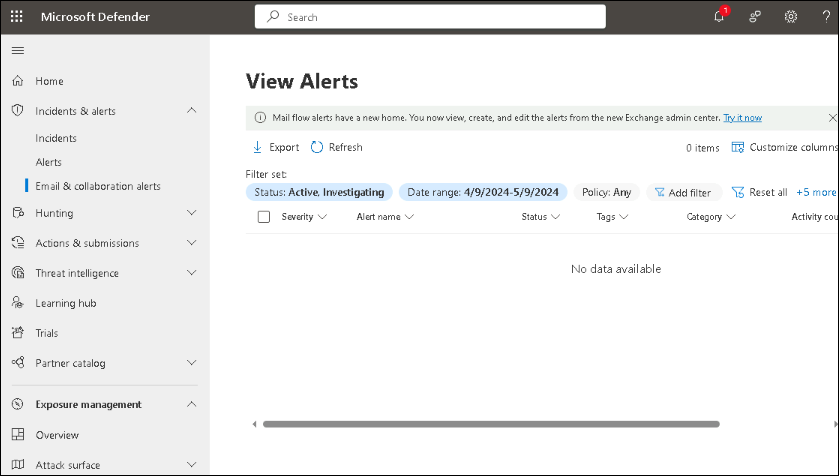 Microsoft Defender
Search
1
?
Home
Incidents & alerts
Incidents
Alerts
Email & collaboration alerts
Hunting
Actions & submissions
Threat intelligence
Learning hub
Trials
Partner catalog
Exposure management
Overview
Attack surface
View Alerts
Mail flow alerts have a new home. You now view, create, and edit the alerts from the new Exchange admin center. Try it now
Export Refresh 0 items Customize columns
Filter set:
Status: Active, Investigating Date range: 4/9/2024-5/9/2024 Policy: Any Add filter Reset all +5 more
Severity Alert name Status Tags Category Activity cou
No data available